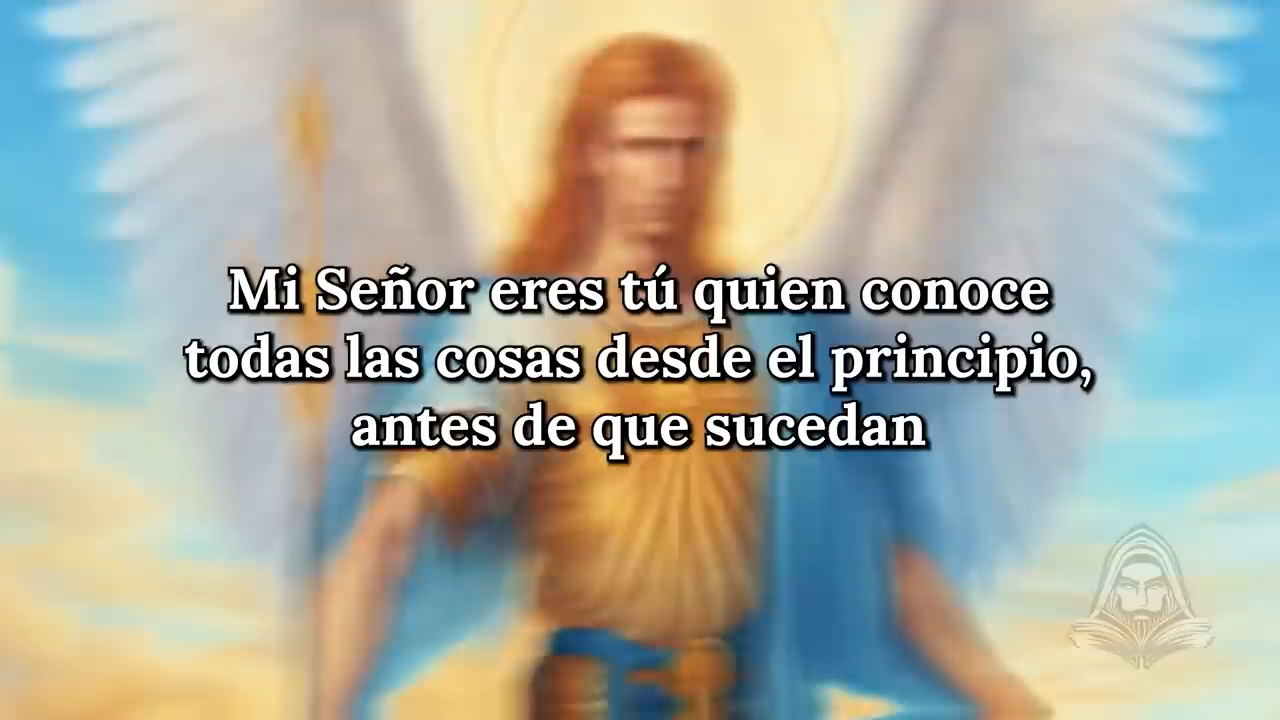 Mi Señor eres tú quien conoce
todas las cosas desde el principio,
antes de que sucedan